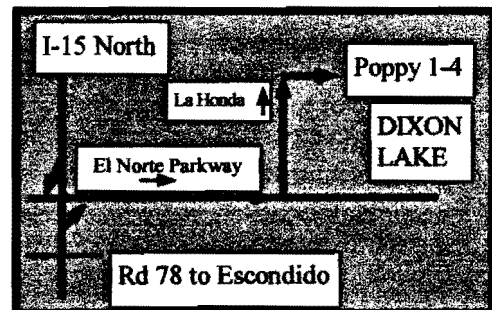 I-15 North
Poppy 1-4
La Honda
DIXON
LAKE
El Norte Parkway
Rd 78 to Escondido